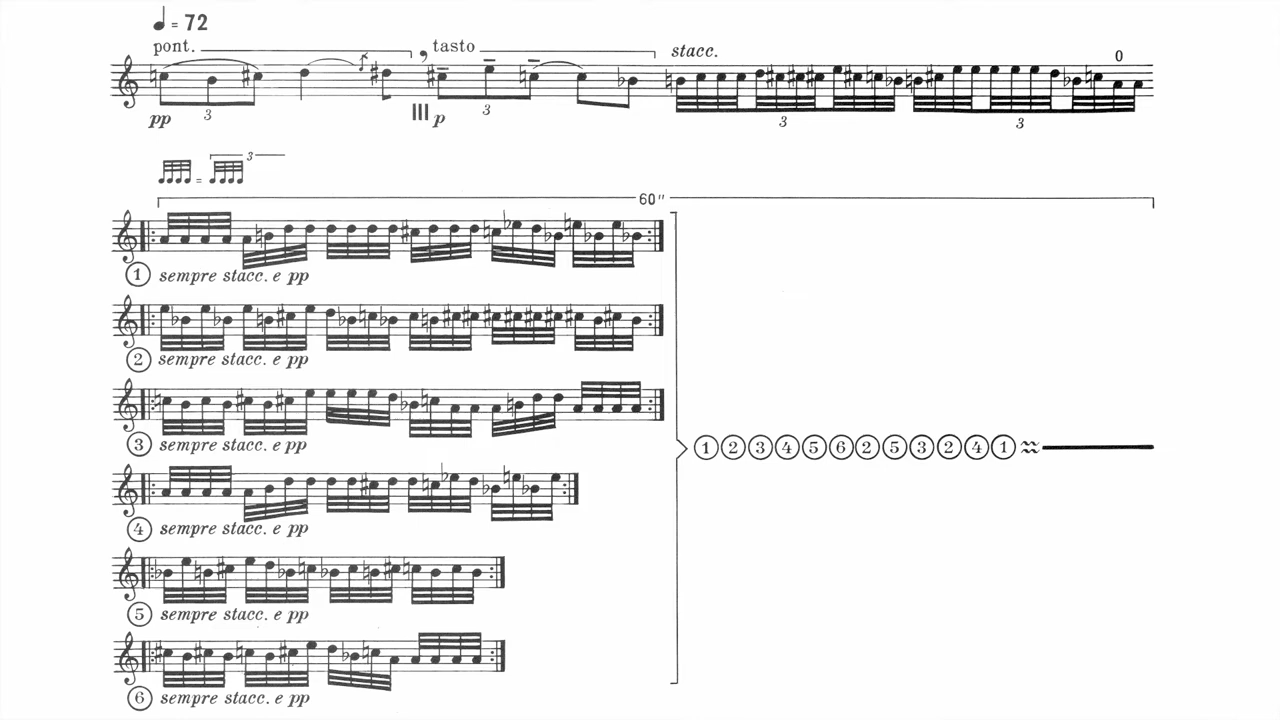 ♩ = 72
pont. tasto stacc.
0
3 3 3 3
pp III p
3
=
60"
① sempre stacc. e pp
② sempre stacc. e pp
③ sempre stacc. e pp
① ② ③ ④ ⑤ ⑥ ② ⑤ ③ ② ④ ①
④ sempre stacc. e pp
⑤ sempre stacc. e pp
⑥ sempre stacc. e pp